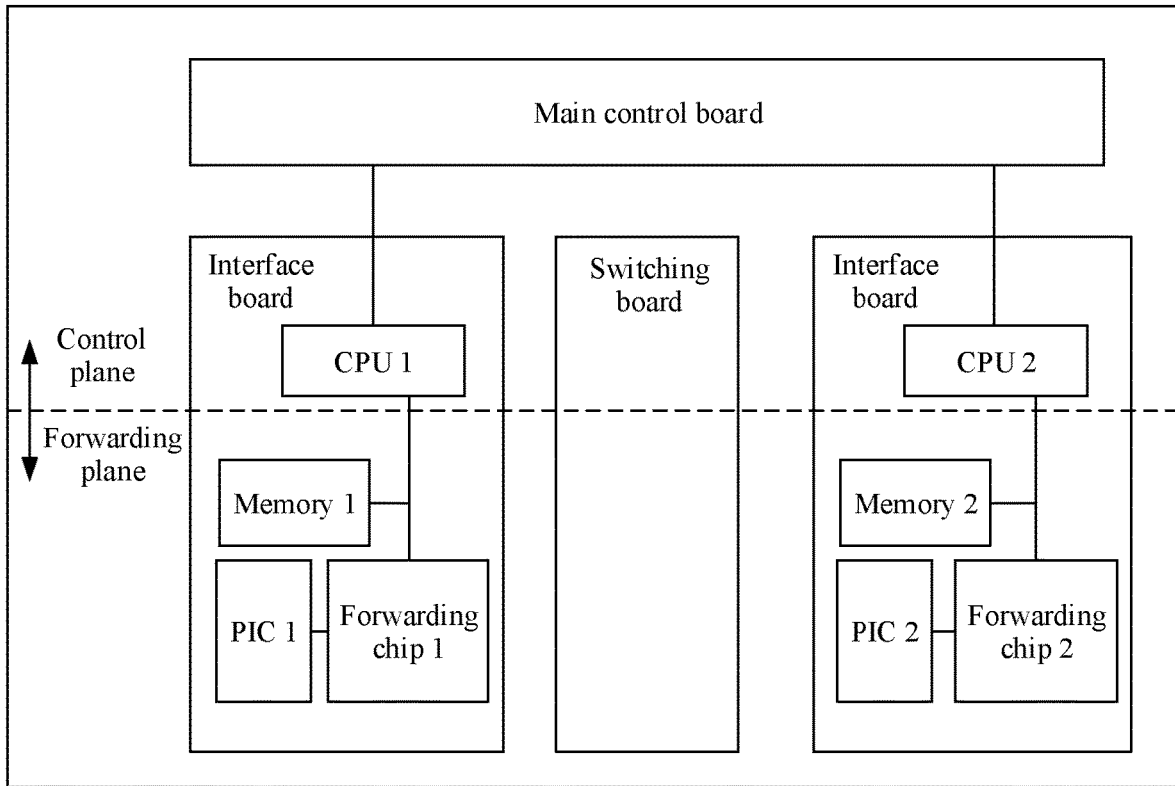 Main control board
Interface
board
Switching
board
Interface
board
Control
plane
CPU 1
CPU 2
Forwarding
plane
Memory 1
Memory 2
PIC 1
Forwarding
chip 1
PIC 2
Forwarding
chip 2